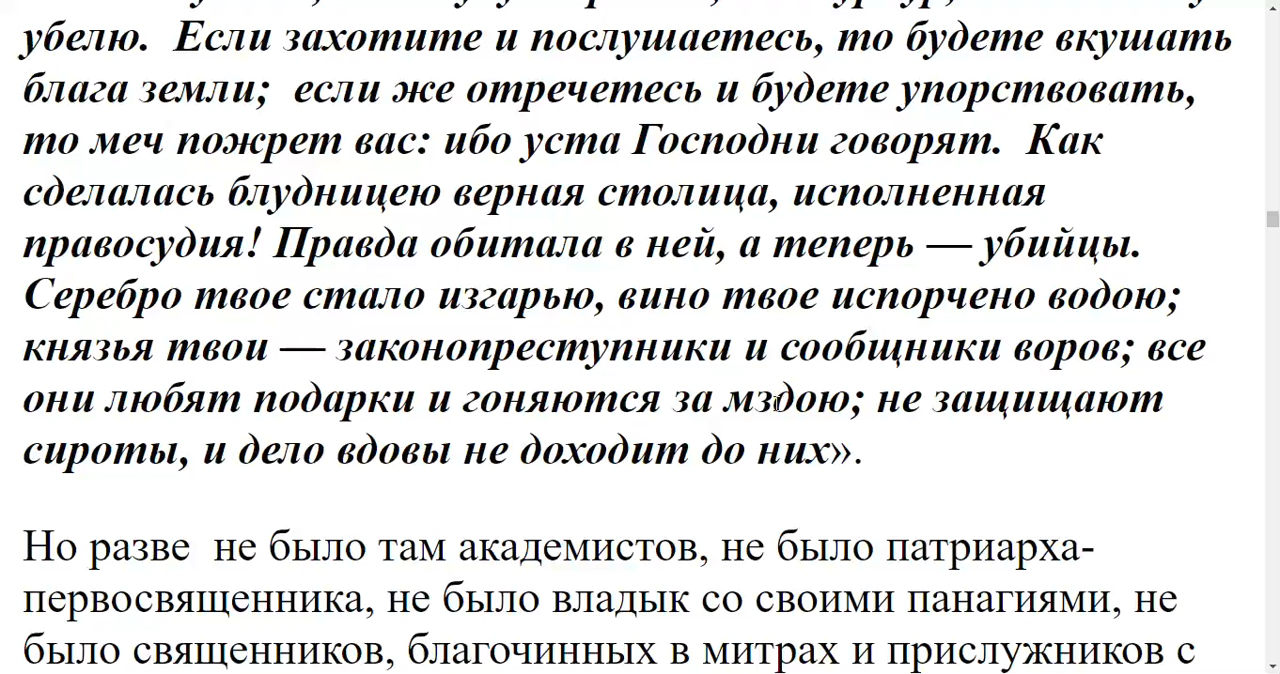 убелю. Если захотите и послушаетесь, то будете вкушать
блага земли; если же отречетесь и будете упорствовать,
то меч пожрет вас: ибо уста Господни говорят. Как
сделалась блудницею верная столица, исполненная
правосудия! Правда обитала в ней, а теперь — убийцы.
Серебро твое стало изгарью, вино твое испорчено водою;
князья твои — законопреступники и сообщники воров; все
они любят подарки и гоняются за мздою; не защищают
сироты, и дело вдовы не доходит до них».
Но разве не было там академистов, не было патриарха-
первосвященника, не было владык со своими панагиями, не
было священников, благочинных в митрах и прислужников с